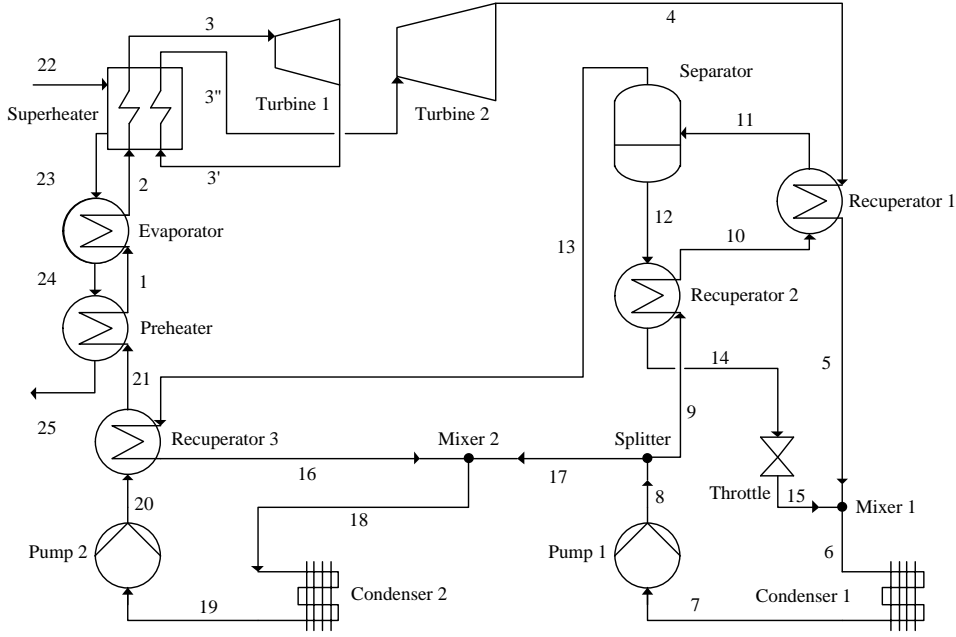 3
4
22
Superheater
3"
Turbine 1
Turbine 2
Separator
11
23
2
3'
12
Recuperator 1
Evaporator
13
10
24
1
Recuperator 2
Preheater
14
5
21
25
9
Recuperator 3
Mixer 2
Splitter
16
17
Throttle
15
Mixer 1
20
18
8
Pump 2
Pump 1
6
19
Condenser 2
7
Condenser 1